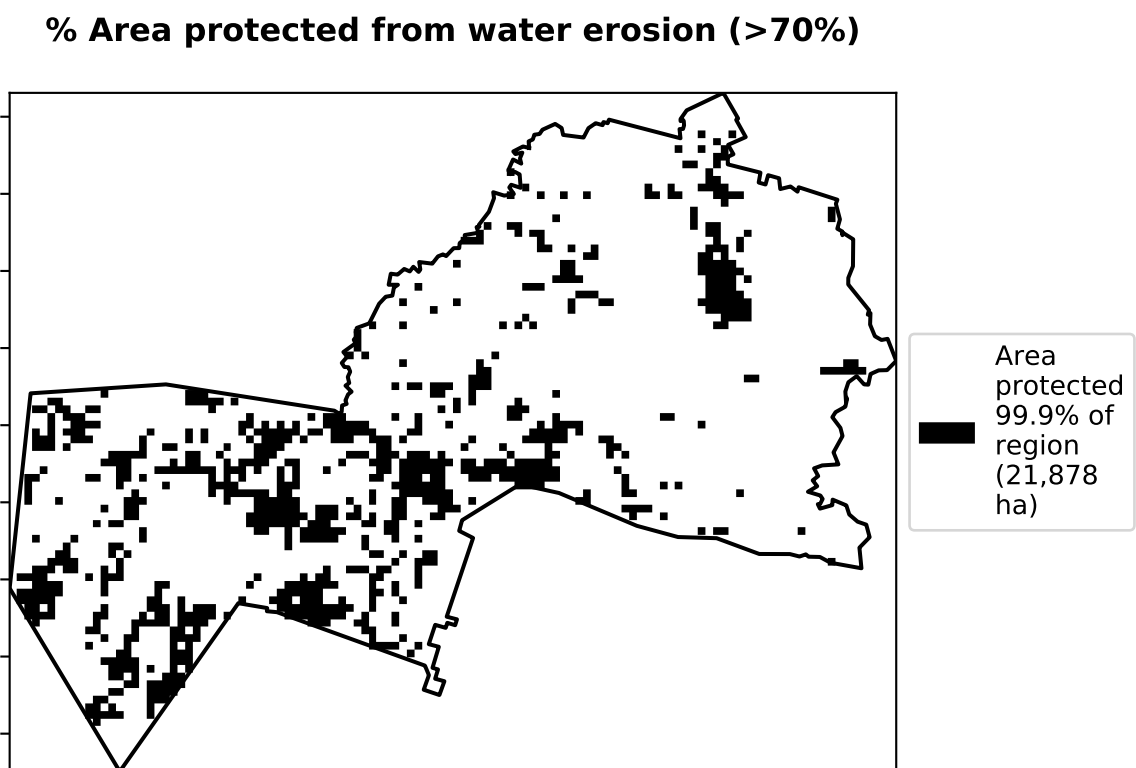 % Area protected from water erosion (>70%)
Area
protected
99.9% of
region
(21,878
ha)